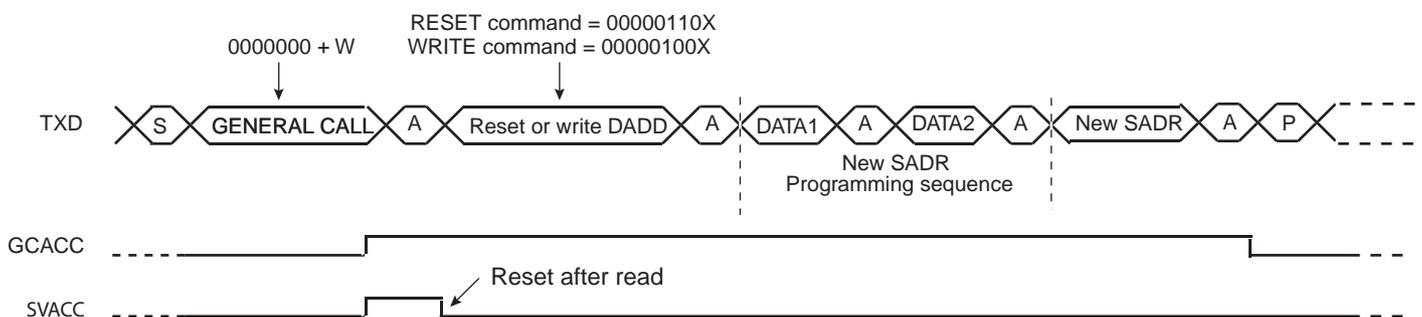 RESET command = 00000110X
0000000 + W
WRITE command = 00000100X
TXD
S
GENERAL CALL
A
Reset or write DADD
A
DATA1
A
DATA2
A
New SADR
A
P
New SADR
Programming sequence
GCACC
Reset after read
SVACC